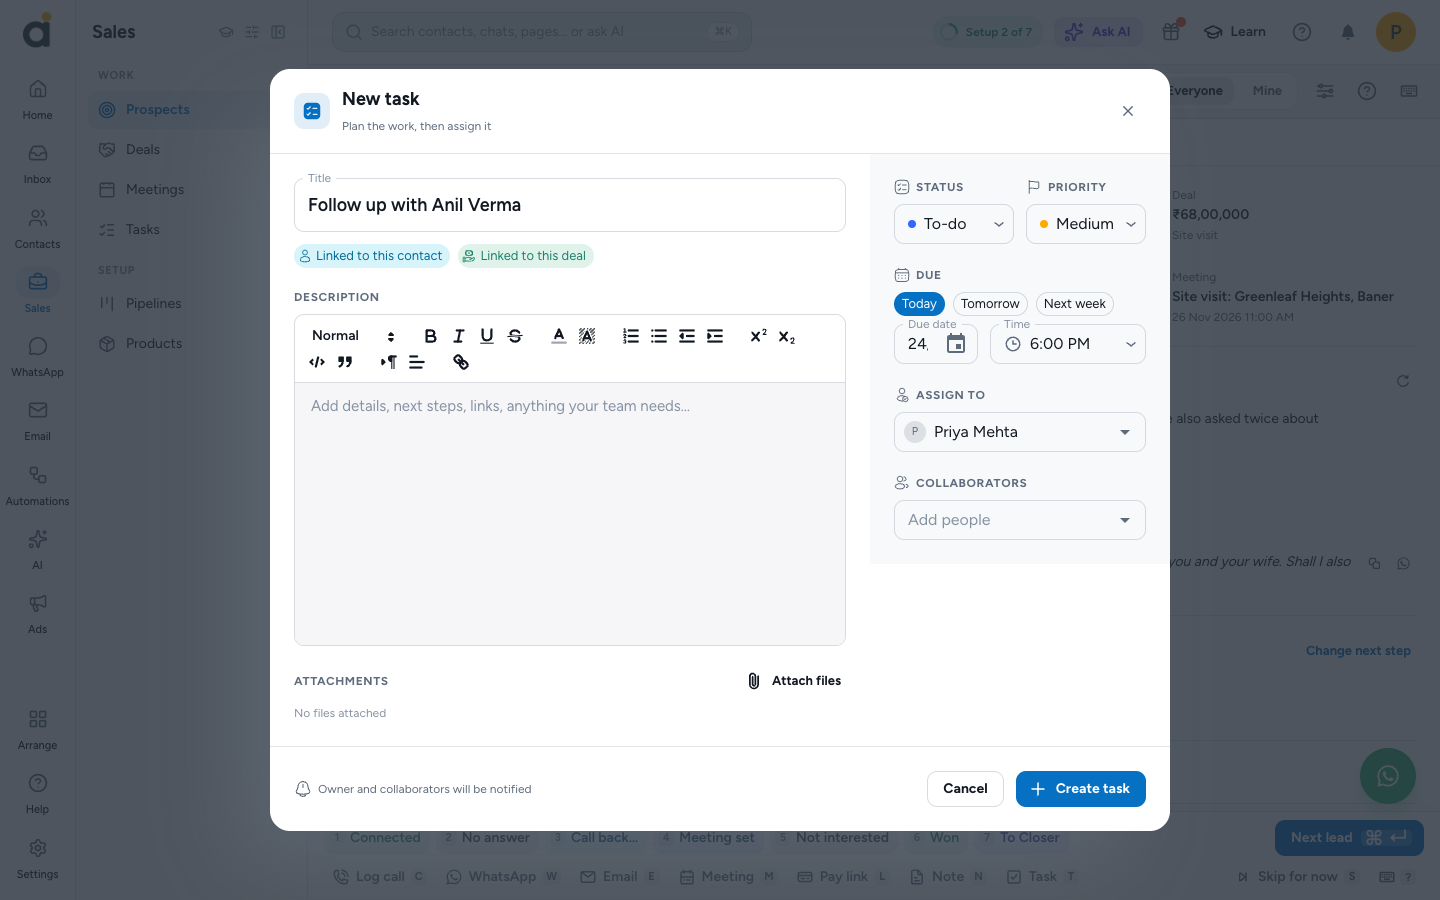 Sales
Search contacts, chats, pages... or ask AI
⌘K
Setup 2 of 7
Ask AI
Learn
P
WORK
Home
Prospects
Everyone
Mine
Deals
Inbox
Meetings
Contacts
Tasks
SETUP
Sales
Pipelines
WhatsApp
Products
Email
Automations
AI
Ads
Arrange
Help
Settings
New task
Plan the work, then assign it
Title
Follow up with Anil Verma
Linked to this contact
Linked to this deal
DESCRIPTION
Normal
Add details, next steps, links, anything your team needs...
ATTACHMENTS
Attach files
No files attached
STATUS
PRIORITY
To-do
Medium
DUE
Today
Tomorrow
Next week
Due date
Time
24,
6:00 PM
ASSIGN TO
P
Priya Mehta
COLLABORATORS
Add people
Owner and collaborators will be notified
Cancel
Create task
Deal
₹68,00,000
Site visit
Meeting
Site visit: Greenleaf Heights, Baner
26 Nov 2026 11:00 AM
also asked twice about
you and your wife. Shall I also
Change next step
1 Connected
2 No answer
3 Call back...
4 Meeting set
5 Not interested
6 Won
7 To Closer
Next lead ⌘
Log call C
WhatsApp W
Email E
Meeting M
Pay link L
Note N
Task T
Skip for now S
?